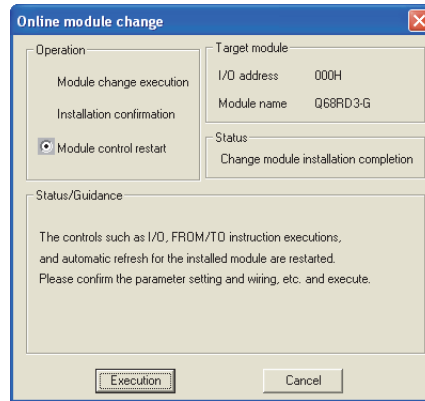 Online module change
Operation
Module change execution
Installation confirmation
Module control restart
Target module
I/O address 000H
Module name Q68RD3-G
Status
Change module installation completion
Status/Guidance
The controls such as I/O, FROM/TO instruction executions,
and automatic refresh for the installed module are restarted.
Please confirm the parameter setting and wiring, etc. and execute.
Execution Cancel